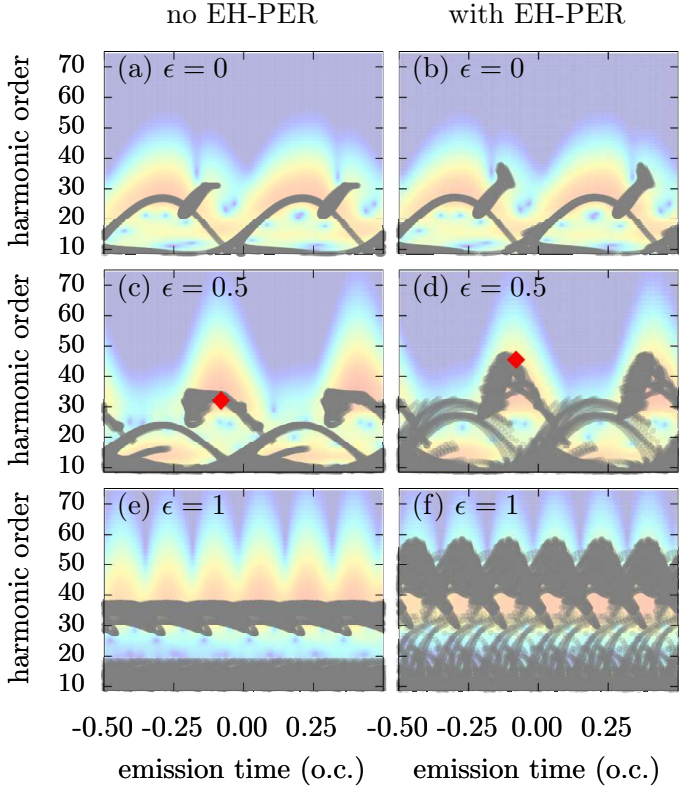 no EH-PER with EH-PER
harmonic order
70
60
50
40
30
20
10
(a) ϵ = 0
(b) ϵ = 0
harmonic order
70
60
50
40
30
20
10
(c) ϵ = 0.5
(d) ϵ = 0.5
harmonic order
70
60
50
40
30
20
10
(e) ϵ = 1
(f) ϵ = 1
-0.50 -0.25 0.00 0.25 -0.50 -0.25 0.00 0.25
emission time (o.c.) emission time (o.c.)